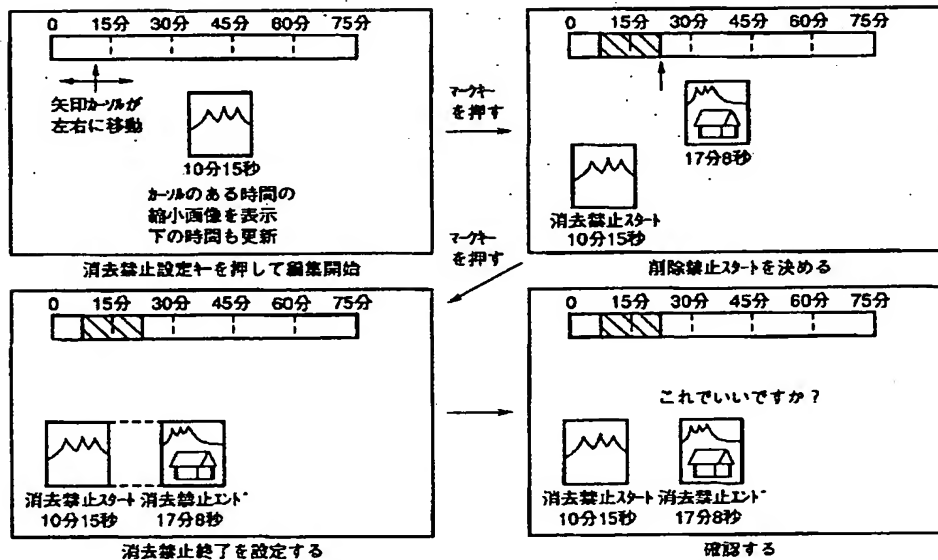 0 15分 30分 45分 60分 75分
矢印カーソルが
左右に移動
10分15秒
カーソルのある時間の
縮小画像を表示
下の時間も更新
消去禁止設定キーを押して編集開始
マークキー
を押す
0 15分 30分 45分 60分 75分
17分8秒
消去禁止スタート
10分15秒
削除禁止スタートを決める
マークキー
を押す
0 15分 30分 45分 60分 75分
消去禁止スタート 消去禁止エンド
10分15秒 17分8秒
消去禁止終了を設定する
0 15分 30分 45分 60分 75分
これでいいですか？
消去禁止スタート 消去禁止エンド
10分15秒 17分8秒
確認する